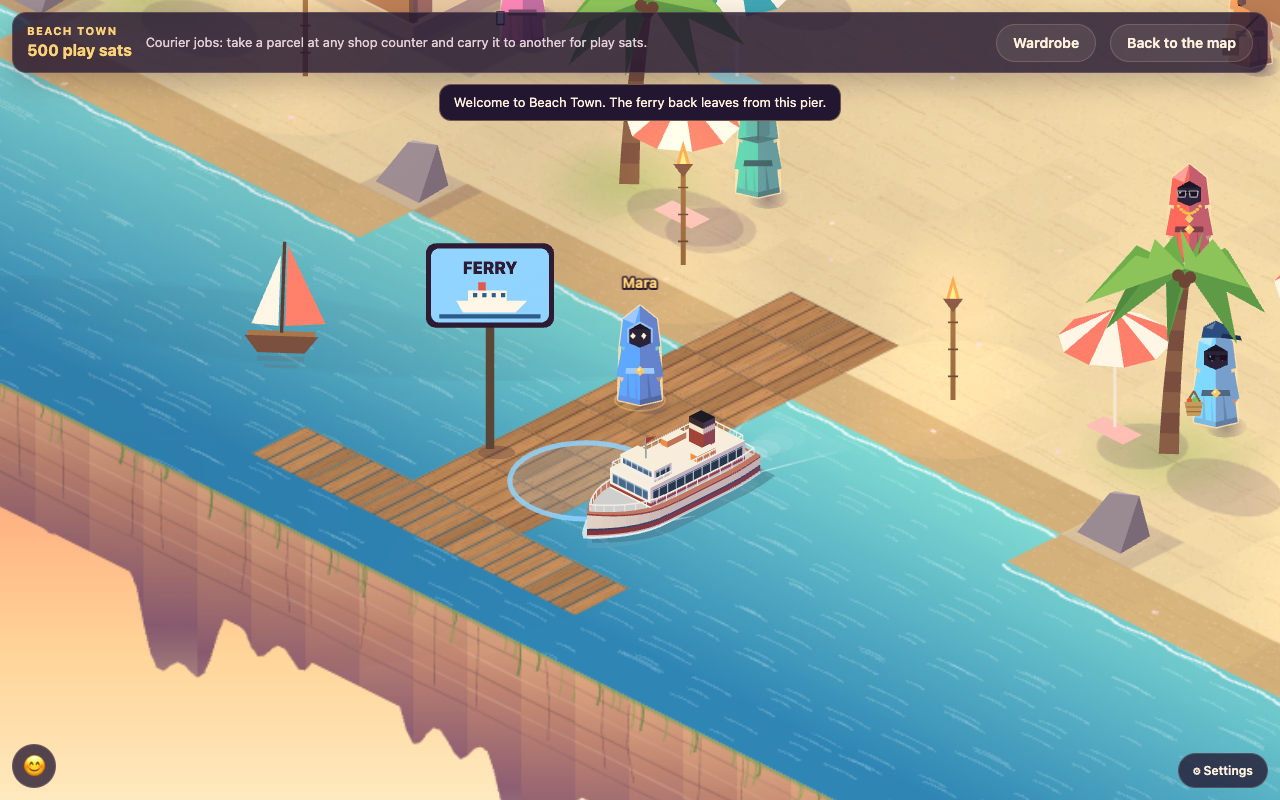 BEACH TOWN
500 play sats
Courier jobs: take a parcel at any shop counter and carry it to another for play sats.
Wardrobe
Back to the map
Welcome to Beach Town. The ferry back leaves from this pier.
FERRY
Mara
Settings